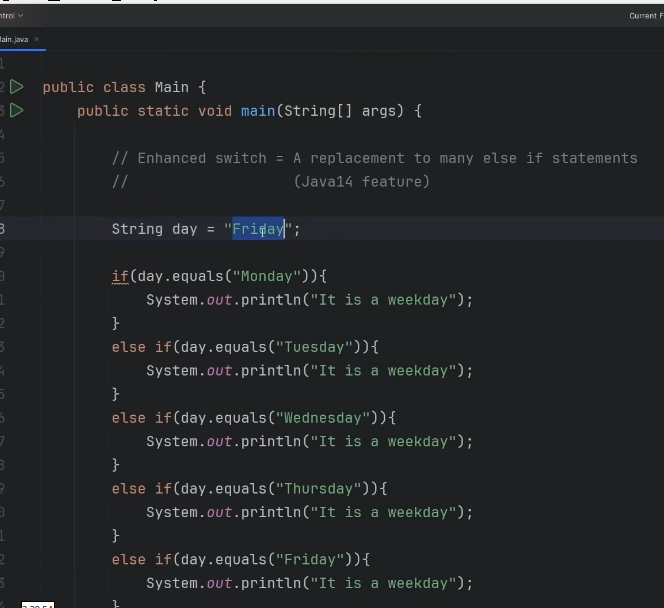 Current F
ain.java ×
public class Main {
public static void main(String[] args) {
// Enhanced switch = A replacement to many else if statements
// (Java14 feature)
String day = "Friday";
if(day.equals("Monday")){
System.out.println("It is a weekday");
}
else if(day.equals("Tuesday")){
System.out.println("It is a weekday");
}
else if(day.equals("Wednesday")){
System.out.println("It is a weekday");
}
else if(day.equals("Thursday")){
System.out.println("It is a weekday");
}
else if(day.equals("Friday")){
System.out.println("It is a weekday");
}